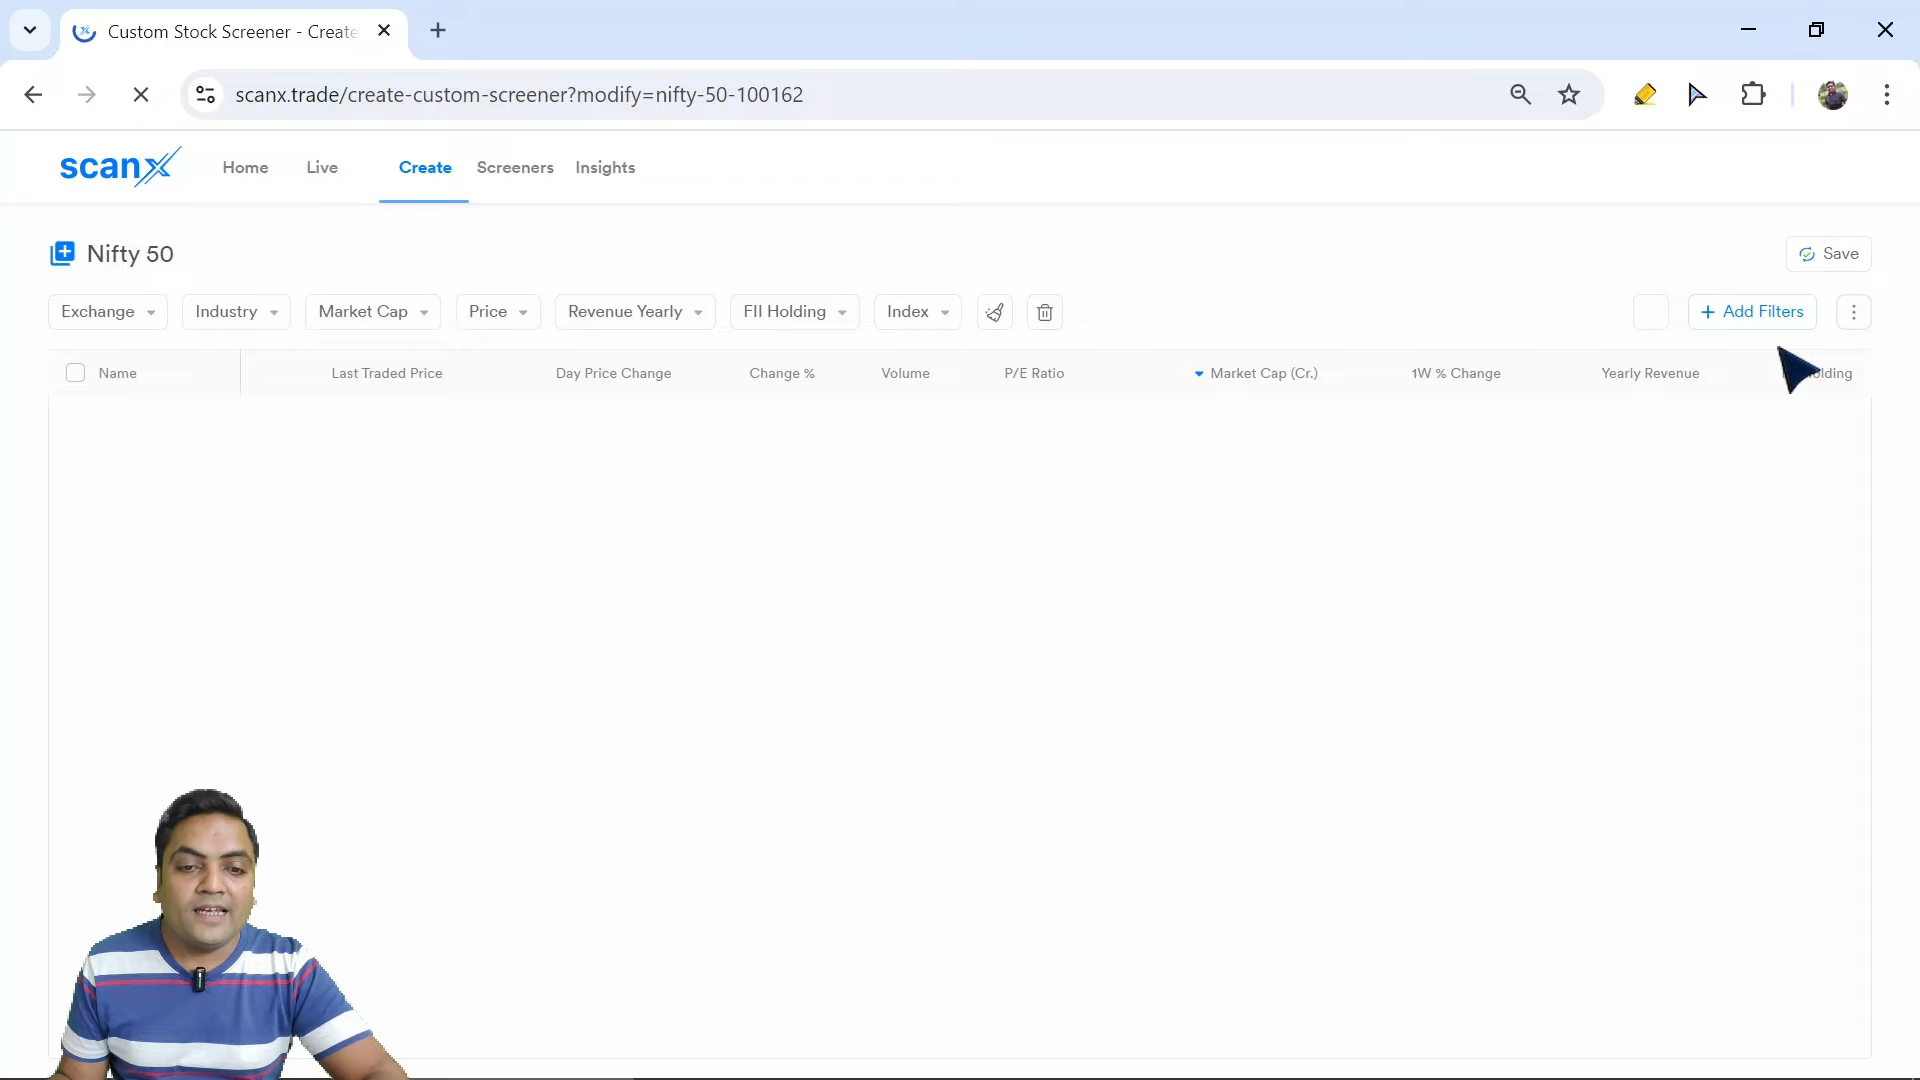 Custom Stock Screener - Create
scanx.trade/create-custom-screener?modify=nifty-50-100162
scanx Home Live Create Screeners Insights
Nifty 50 Save
Exchange Industry Market Cap Price Revenue Yearly FII Holding Index + Add Filters
Name Last Traded Price Day Price Change Change % Volume P/E Ratio Market Cap (Cr.) 1W % Change Yearly Revenue